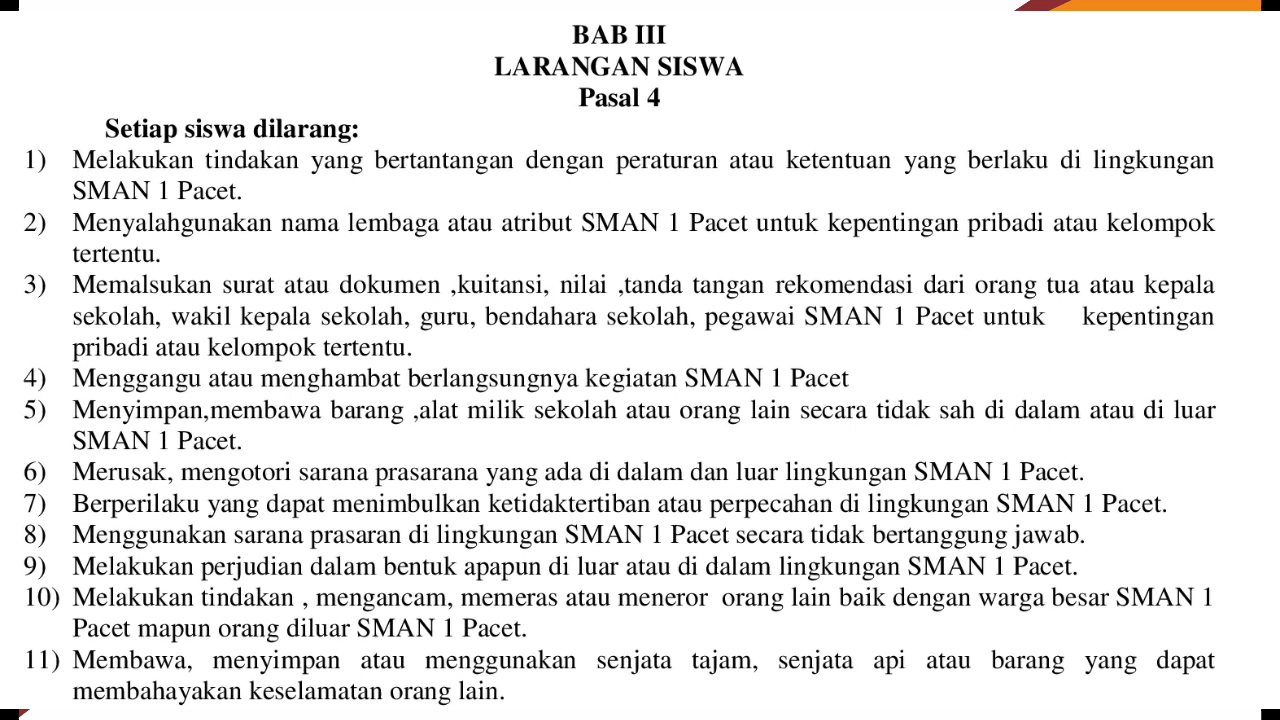 BAB III
LARANGAN SISWA
Pasal 4
Setiap siswa dilarang:
1) Melakukan tindakan yang bertantangan dengan peraturan atau ketentuan yang berlaku di lingkungan
SMAN 1 Pacet.
2) Menyalahgunakan nama lembaga atau atribut SMAN 1 Pacet untuk kepentingan pribadi atau kelompok
tertentu.
3) Memalsukan surat atau dokumen ,kuitansi, nilai ,tanda tangan rekomendasi dari orang tua atau kepala
sekolah, wakil kepala sekolah, guru, bendahara sekolah, pegawai SMAN 1 Pacet untuk kepentingan
pribadi atau kelompok tertentu.
4) Menggangu atau menghambat berlangsungnya kegiatan SMAN 1 Pacet
5) Menyimpan,membawa barang ,alat milik sekolah atau orang lain secara tidak sah di dalam atau di luar
SMAN 1 Pacet.
6) Merusak, mengotori sarana prasarana yang ada di dalam dan luar lingkungan SMAN 1 Pacet.
7) Berperilaku yang dapat menimbulkan ketidaktertiban atau perpecahan di lingkungan SMAN 1 Pacet.
8) Menggunakan sarana prasaran di lingkungan SMAN 1 Pacet secara tidak bertanggung jawab.
9) Melakukan perjudian dalam bentuk apapun di luar atau di dalam lingkungan SMAN 1 Pacet.
10) Melakukan tindakan , mengancam, memeras atau meneror orang lain baik dengan warga besar SMAN 1
Pacet mapun orang diluar SMAN 1 Pacet.
11) Membawa, menyimpan atau menggunakan senjata tajam, senjata api atau barang yang dapat
membahayakan keselamatan orang lain.